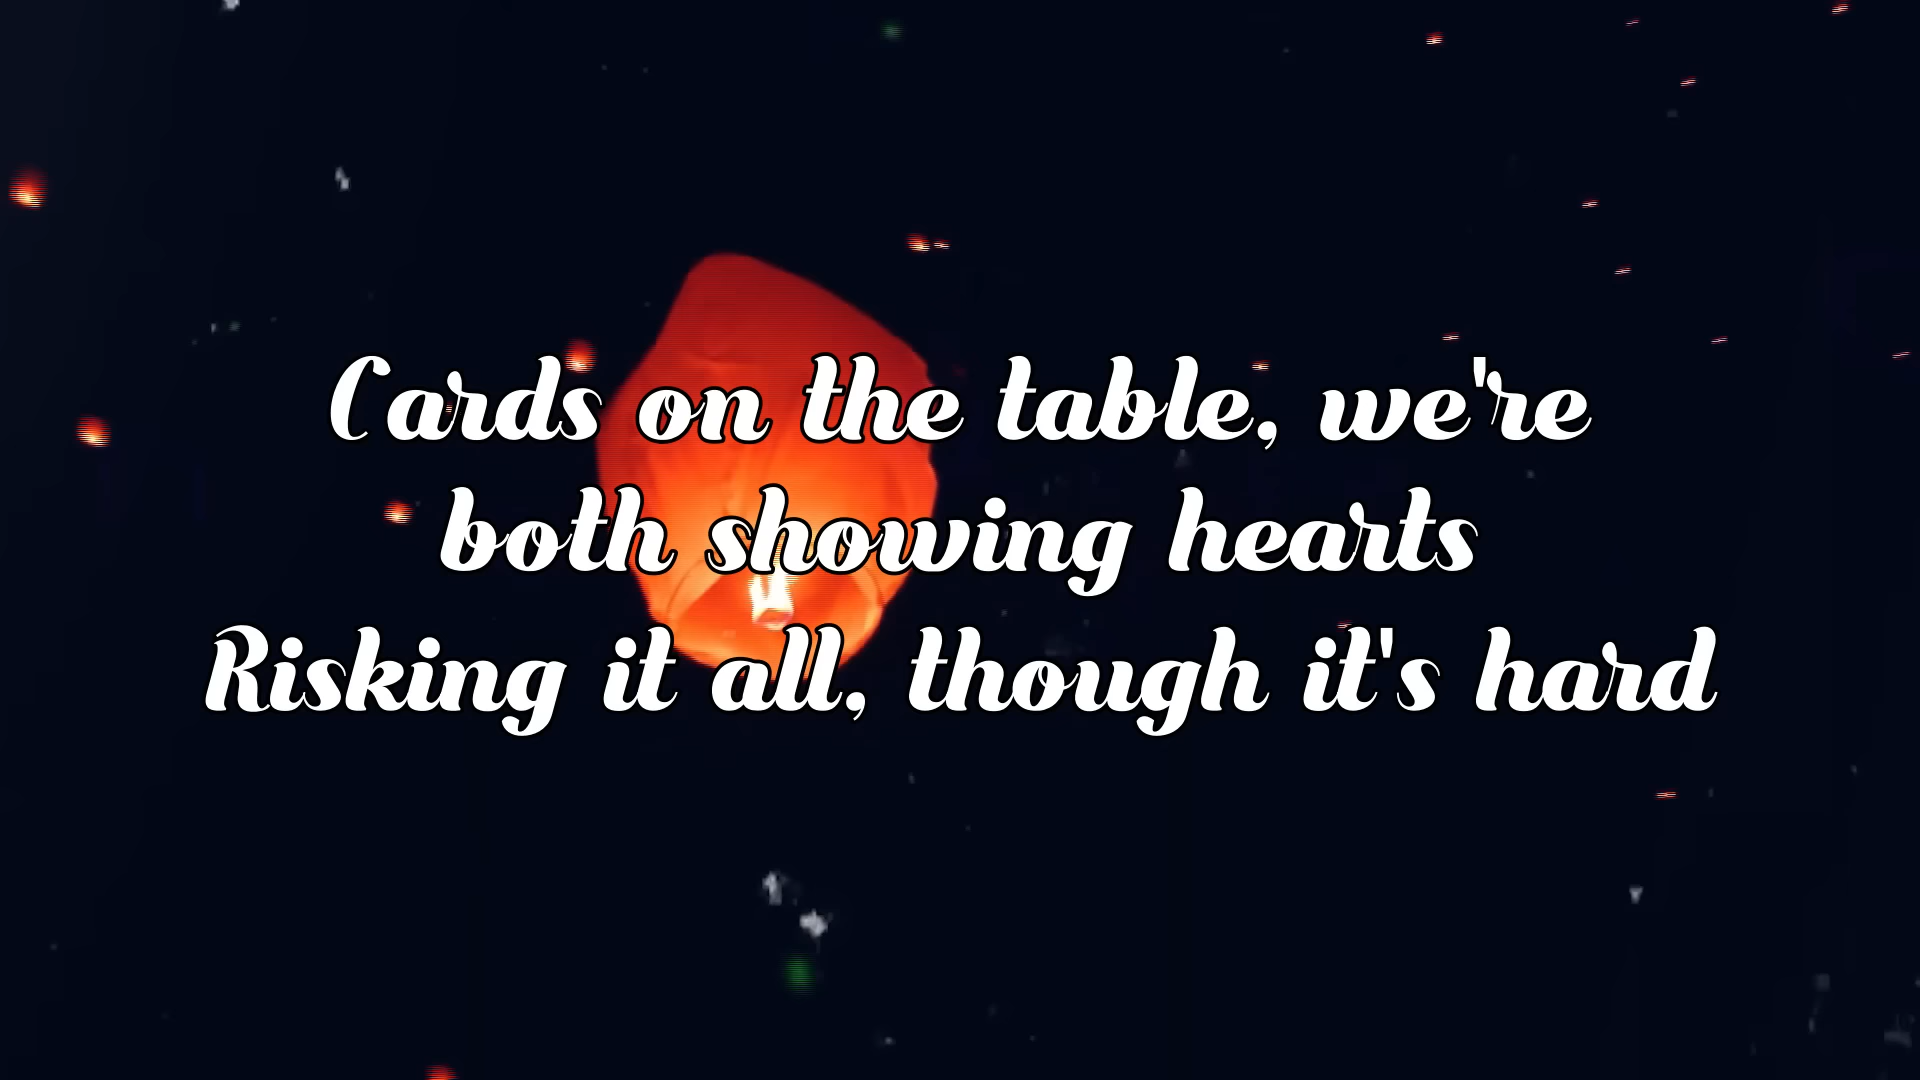 Cards on the table, we're
both showing hearts
Risking it all, though it's hard